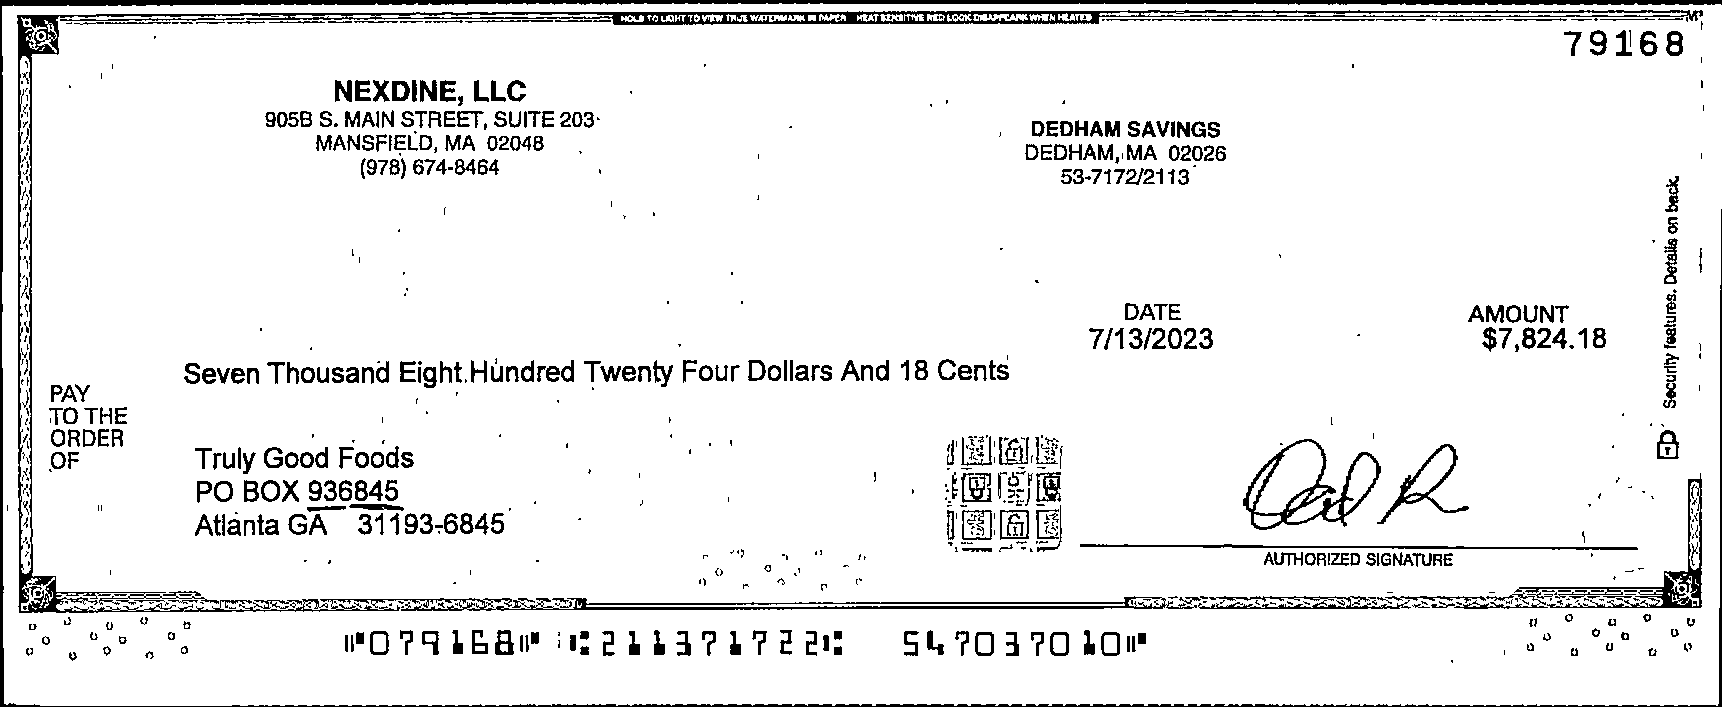 HOLD TO LIGHT TO VIEW TRUE WATERMARK IN PAPER HEAT SENSITIVE RED LOCK DISAPPEARS WHEN HEATED
79168
NEXDINE, LLC
905B S. MAIN STREET, SUITE 203
MANSFIELD, MA 02048
(978) 674-8464
DEDHAM SAVINGS
DEDHAM, MA 02026
53-7172/2113
Security features. Details on back.
DATE
7/13/2023
AMOUNT
$7,824.18
Seven Thousand Eight Hundred Twenty Four Dollars And 18 Cents
PAY
TO THE
ORDER
OF
Truly Good Foods
PO BOX 936845
Atlanta GA 31193-6845
AUTHORIZED SIGNATURE
⑈079168⑈ ⑆211371722⑆ 547037010⑈